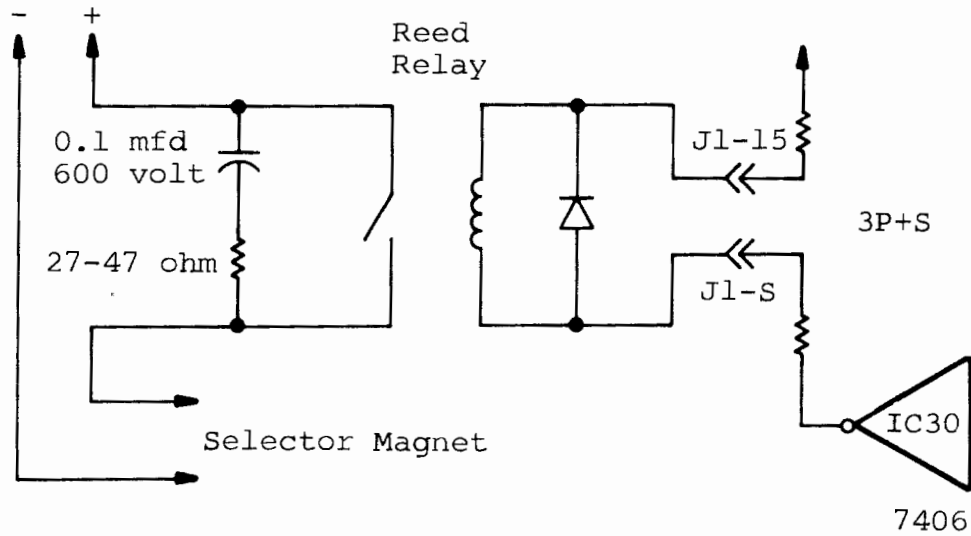 - +
Reed
Relay
0.1 mfd
600 volt
J1-15
3P+S
27-47 ohm
J1-S
IC30
Selector Magnet
7406